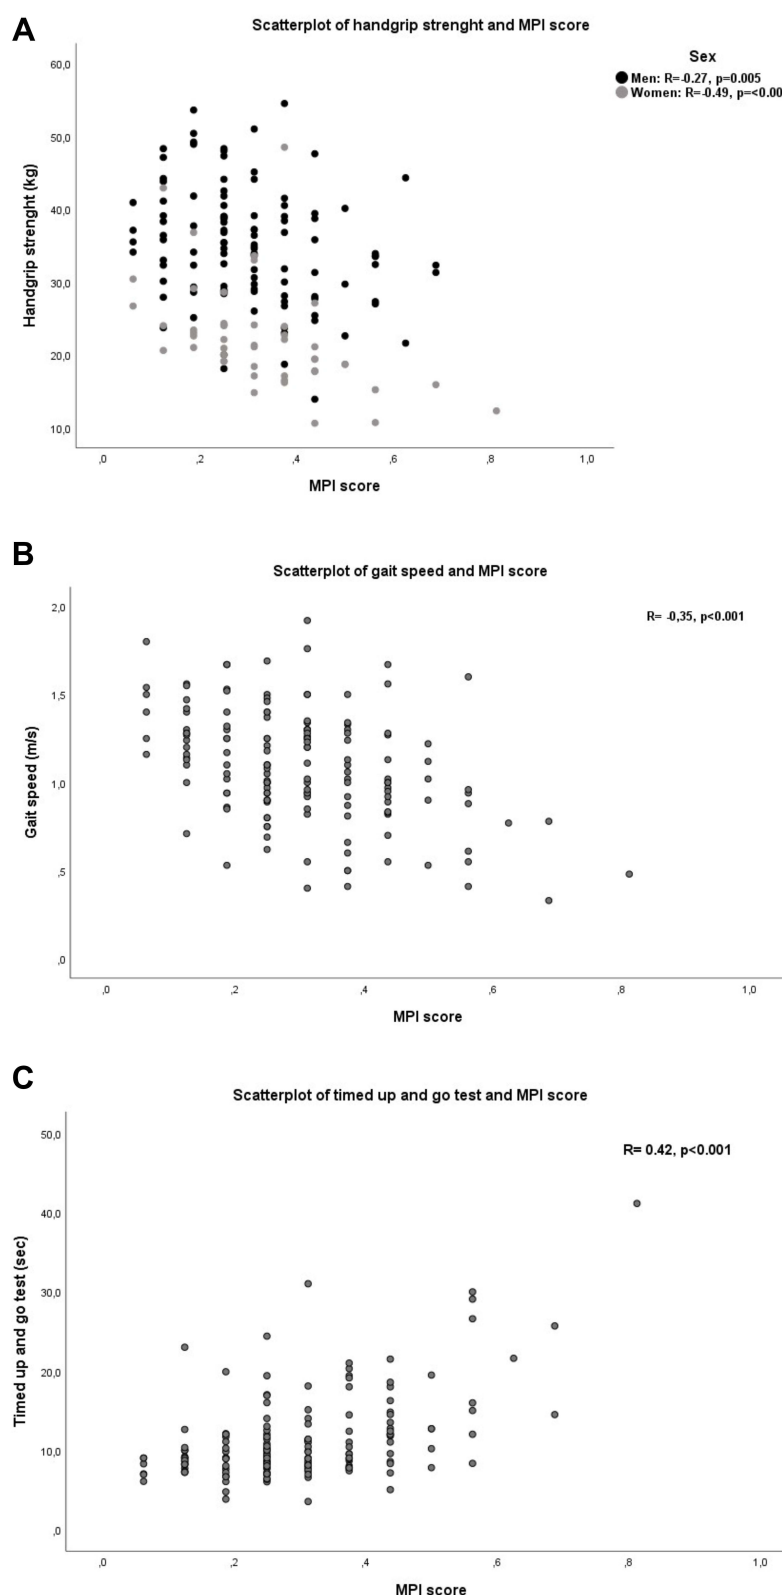 A
Scatterplot of handgrip strenght and MPI score
Sex
Men: R=-0.27, p=0.005
Women: R=-0.49, p=<0.00
Handgrip strenght (kg)
60,0
50,0
40,0
30,0
20,0
10,0
,0 ,2 ,4 ,6 ,8 1,0
MPI score
B
Scatterplot of gait speed and MPI score
R= -0,35, p<0.001
Gait speed (m/s)
2,0
1,5
1,0
,5
,0
,0 ,2 ,4 ,6 ,8 1,0
MPI score
C
Scatterplot of timed up and go test and MPI score
R= 0.42, p<0.001
Timed up and go test (sec)
50,0
40,0
30,0
20,0
10,0
,0
,0 ,2 ,4 ,6 ,8 1,0
MPI score